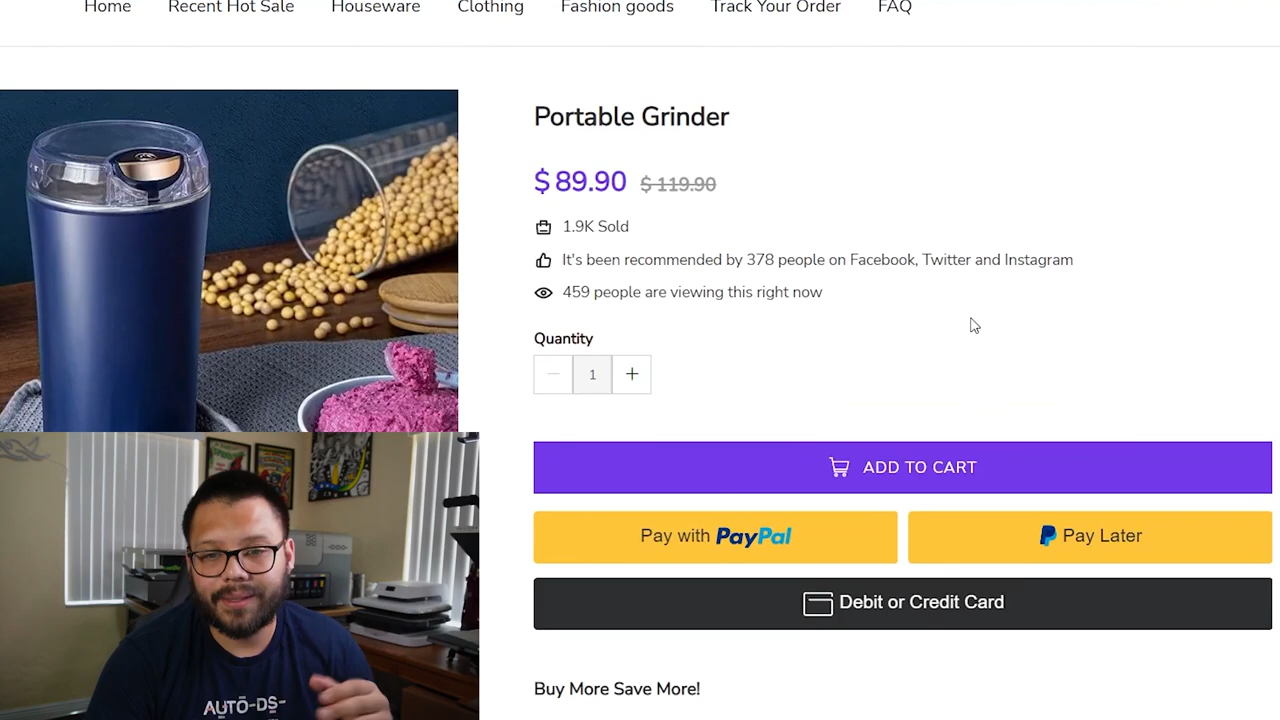 Home Recent Hot Sale Houseware Clothing Fashion goods Track Your Order FAQ
Portable Grinder
$ 89.90 $ 119.90
1.9K Sold
It's been recommended by 378 people on Facebook, Twitter and Instagram
459 people are viewing this right now
Quantity
1
ADD TO CART
Pay with PayPal
Pay Later
Debit or Credit Card
Buy More Save More!
AUTO-DS-